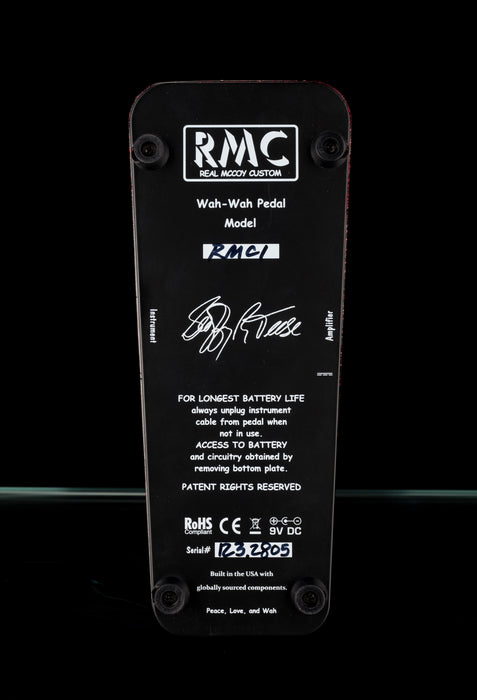 RMC
REAL MCCOY CUSTOM
Wah-Wah Pedal
Model
RMC1
Instrument
Amplifier
FOR LONGEST BATTERY LIFE
always unplug instrument
cable from pedal when
not in use.
ACCESS TO BATTERY
and circuitry obtained by
removing bottom plate.
PATENT RIGHTS RESERVED
RoHS
Compliant
CE
9V DC
Serial#
Built in the USA with
globally sourced components.
Peace, Love, and Wah